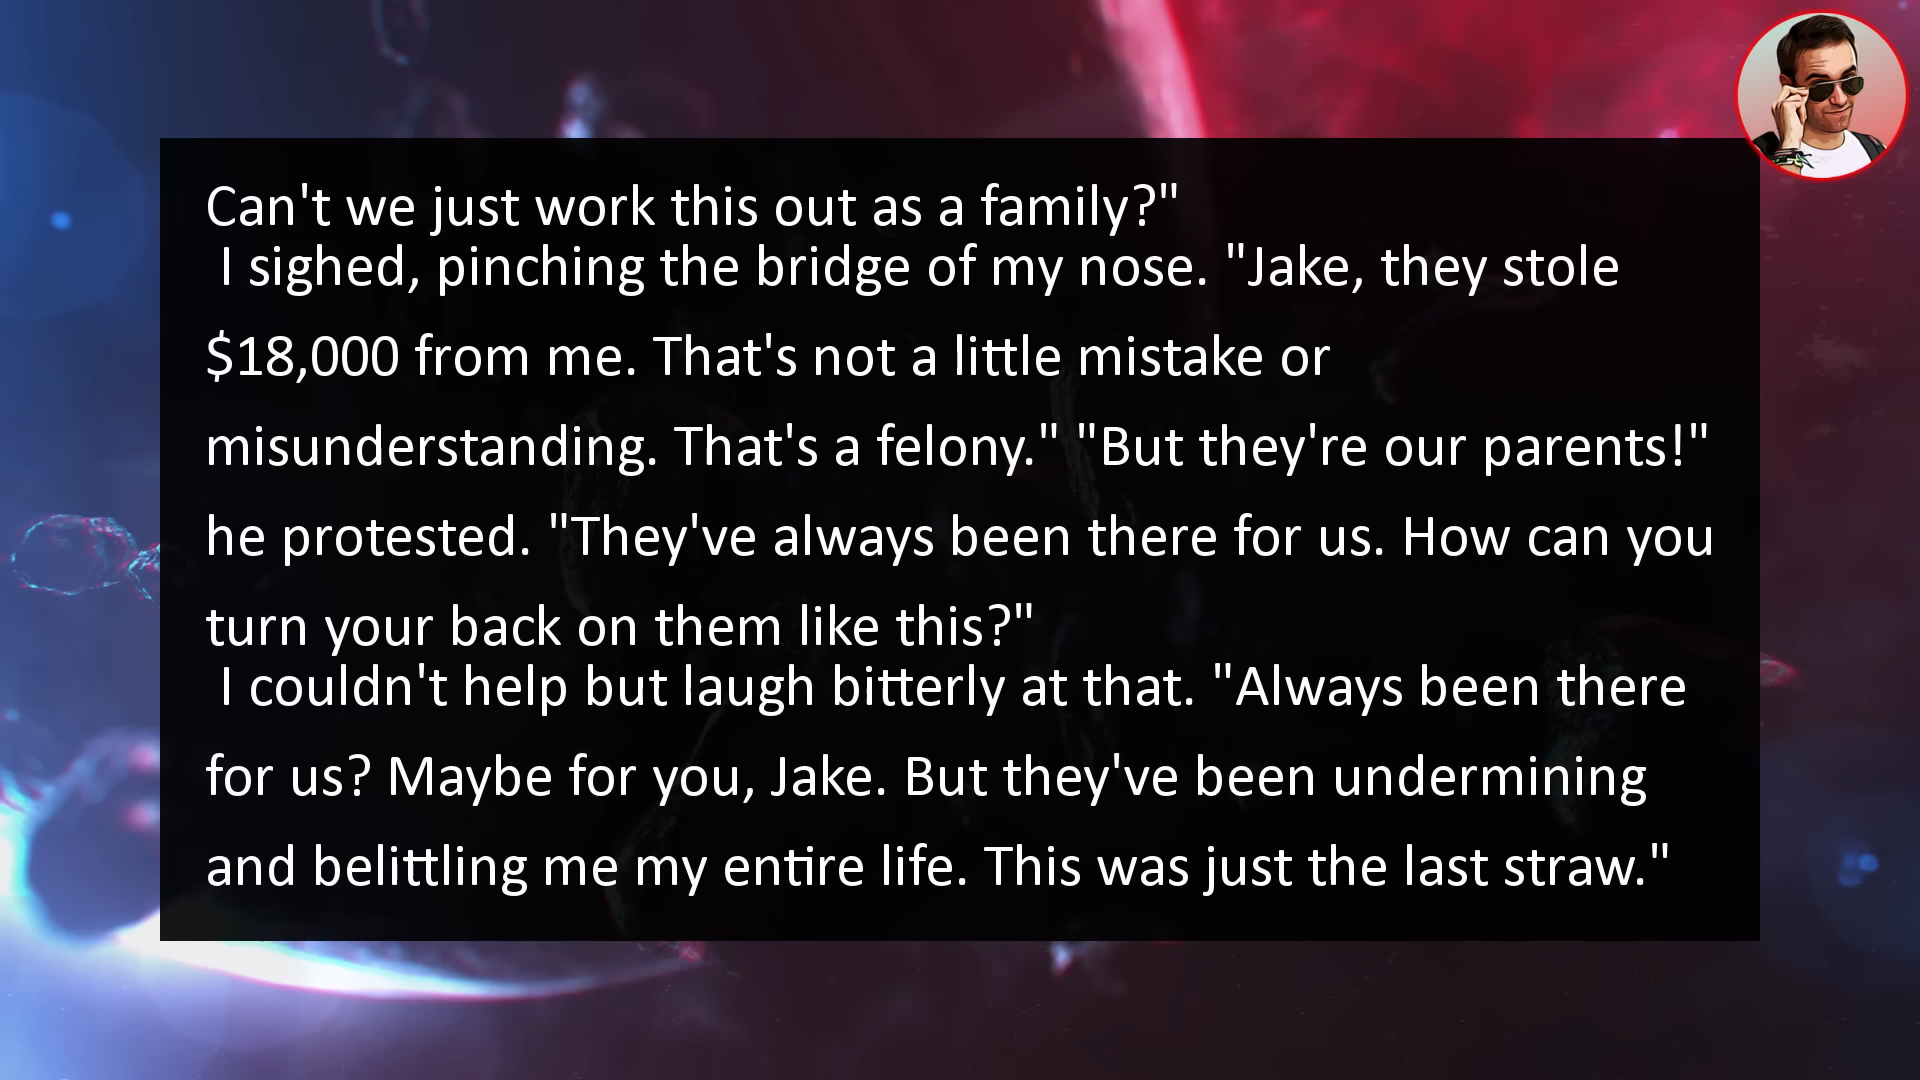 Can't we just work this out as a family?"
I sighed, pinching the bridge of my nose. "Jake, they stole
$18,000 from me. That's not a little mistake or
misunderstanding. That's a felony." "But they're our parents!"
he protested. "They've always been there for us. How can you
turn your back on them like this?"
I couldn't help but laugh bitterly at that. "Always been there
for us? Maybe for you, Jake. But they've been undermining
and belittling me my entire life. This was just the last straw."